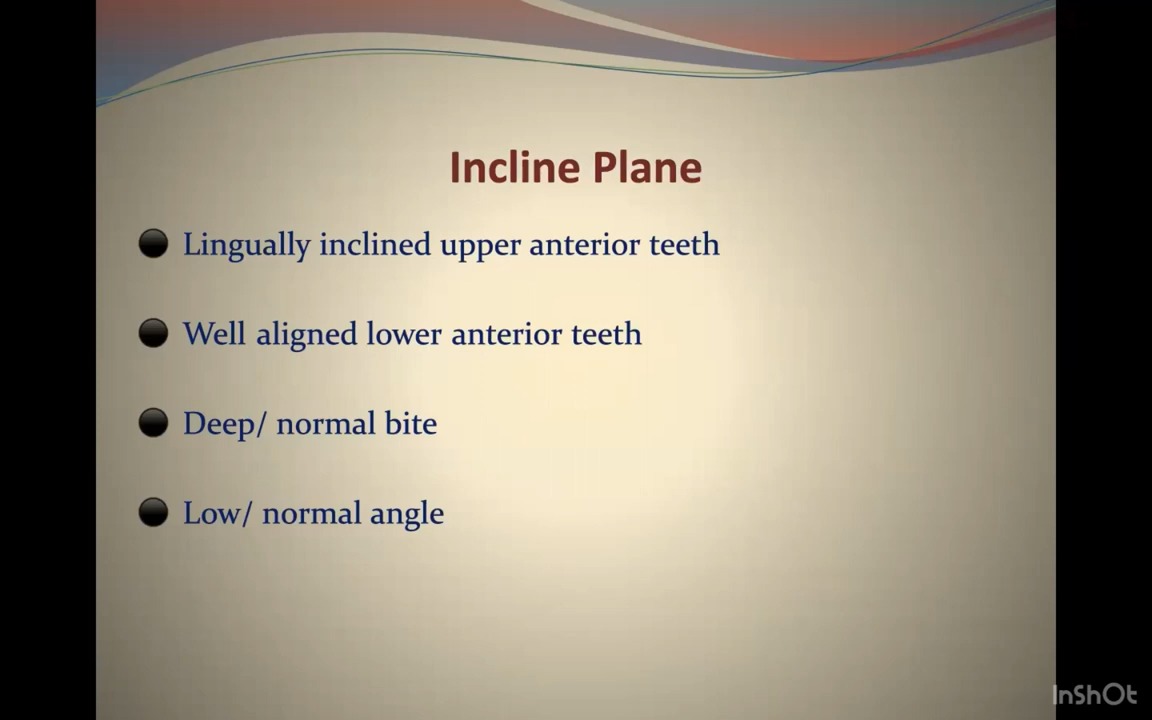 Incline Plane
Lingually inclined upper anterior teeth
Well aligned lower anterior teeth
Deep/ normal bite
Low/ normal angle
InShOt